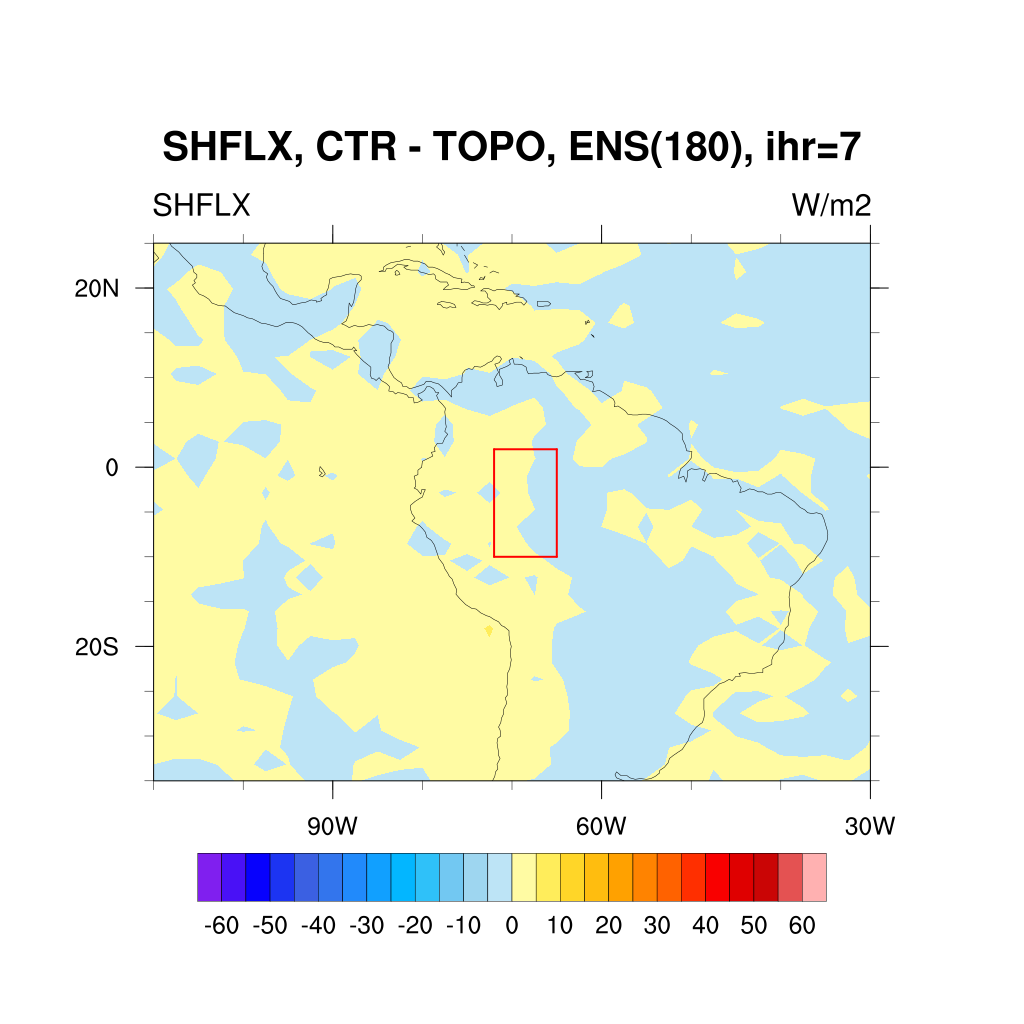 SHFLX, CTR - TOPO, ENS(180), ihr=7
SHFLX W/m2
20N
0
20S
90W 60W 30W
-60 -50 -40 -30 -20 -10 0 10 20 30 40 50 60